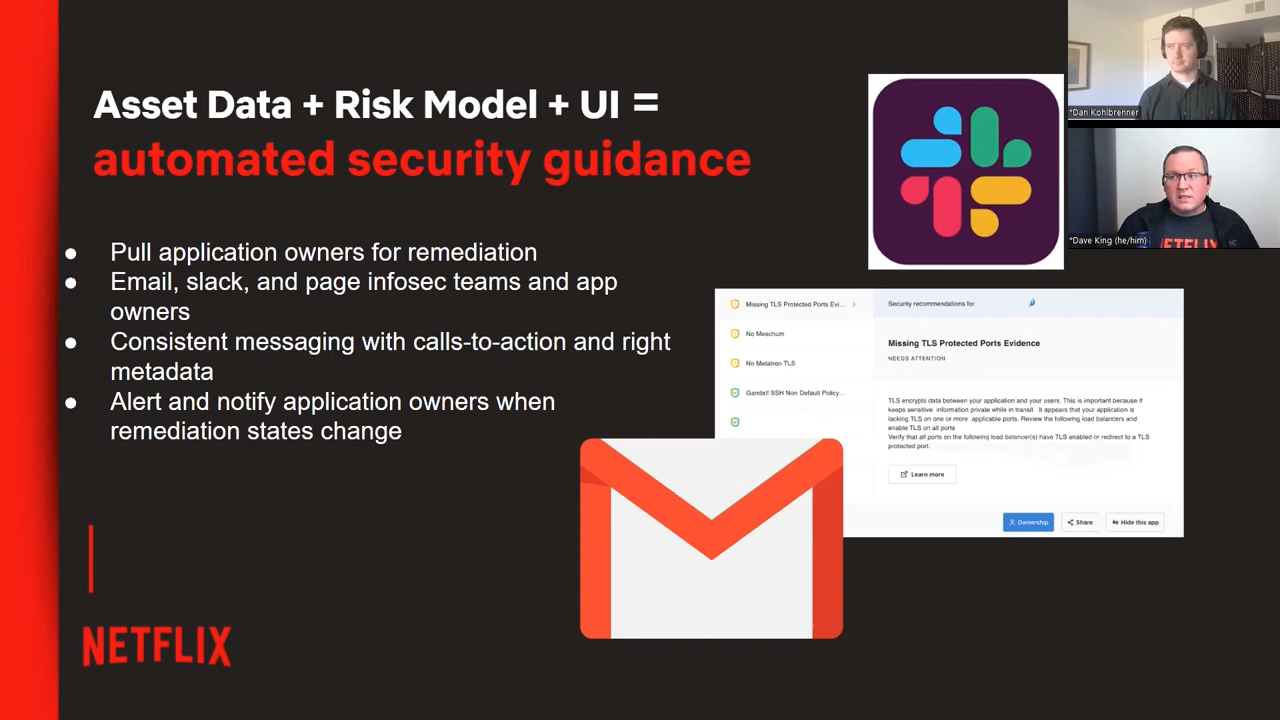 Asset Data + Risk Model + UI =
automated security guidance
● Pull application owners for remediation
● Email, slack, and page infosec teams and app
owners
● Consistent messaging with calls-to-action and right
metadata
● Alert and notify application owners when
remediation states change
NETFLIX
*Dan Kohlbrenner
*Dave King (he/him)
NETFLIX
Missing TLS Protected Ports Evi...
No Meechum
No Metatron TLS
Gandalf SSH Non Default Policy...
Security recommendations for
Missing TLS Protected Ports Evidence
NEEDS ATTENTION
TLS encrypts data between your application and your users. This is important because it
keeps sensitive information private while in transit. It appears that your application is
lacking TLS on one or more applicable ports. Review the following load balancers and
enable TLS on all ports
Verify that all ports on the following load balancer(s) have TLS enabled or redirect to a TLS
protected port:
Learn more
Ownership
Share
Hide this app